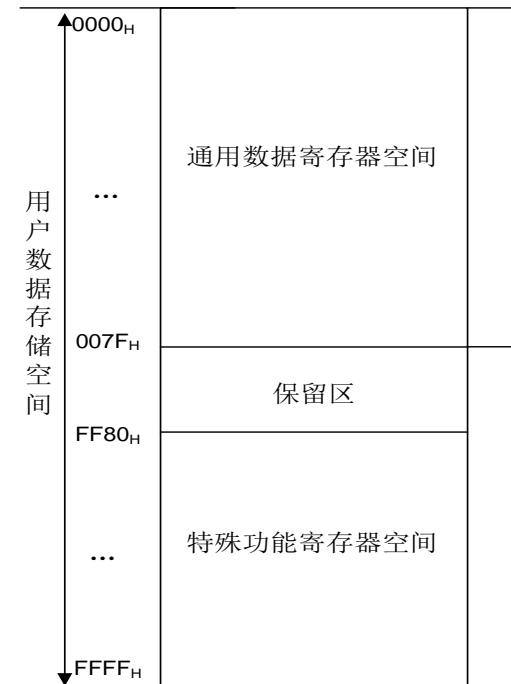 0000H
通用数据寄存器空间
...
用户数据存储空间
007FH
保留区
FF80H
特殊功能寄存器空间
...
FFFFH